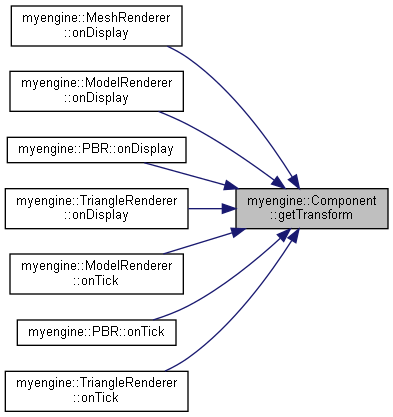 myengine::MeshRenderer
::onDisplay
myengine::ModelRenderer
::onDisplay
myengine::PBR::onDisplay
myengine::TriangleRenderer
::onDisplay
myengine::Component
::getTransform
myengine::ModelRenderer
::onTick
myengine::PBR::onTick
myengine::TriangleRenderer
::onTick